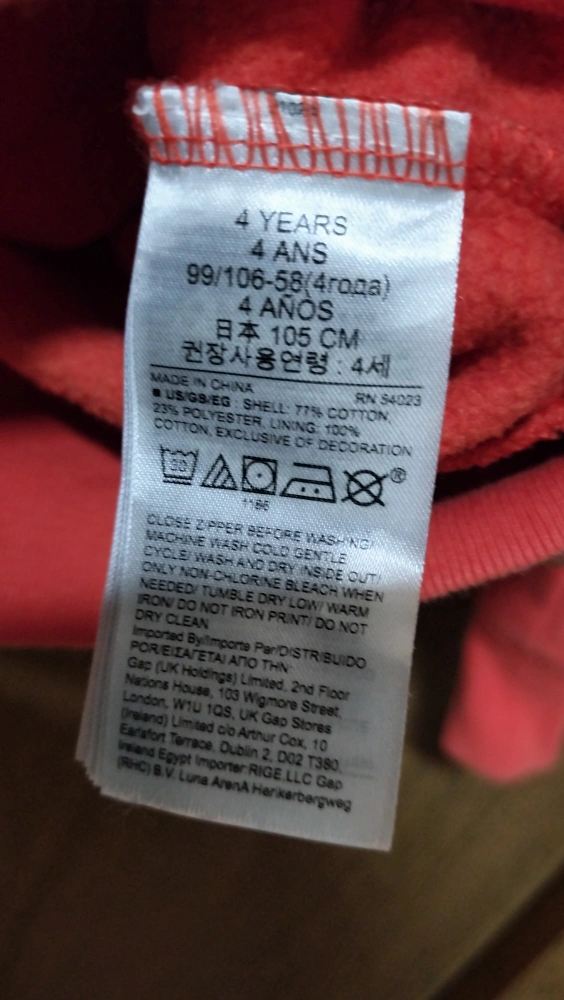 4 YEARS
4 ANS
99/106-58(4года)
4 AÑOS
日本 105 CM
권장사용연령 : 4세
MADE IN CHINA RN 54023
■ US/GB/EG : SHELL: 77% COTTON,
23% POLYESTER, LINING: 100%
COTTON, EXCLUSIVE OF DECORATION
30 ®
1186
CLOSE ZIPPER BEFORE WASHING/
MACHINE WASH COLD GENTLE
CYCLE/ WASH AND DRY INSIDE OUT/
ONLY NON-CHLORINE BLEACH WHEN
NEEDED/ TUMBLE DRY LOW/ WARM
IRON/ DO NOT IRON PRINT/ DO NOT
DRY CLEAN
Imported By/Importe Par/DISTRIBUIDO
POR/ΕΙΣΑΓΕΤΑΙ ΑΠΟ ΤΗΝ:
Gap (UK Holdings) Limited, 2nd Floor
Nations House, 103 Wigmore Street,
London, W1U 1QS, UK Gap Stores
(Ireland) Limited c/o Arthur Cox, 10
Earlsfort Terrace, Dublin 2, D02 T380,
Ireland Egypt Importer:RIGE,LLC Gap
(RHC) B.V. Luna ArenA Herikerbergweg